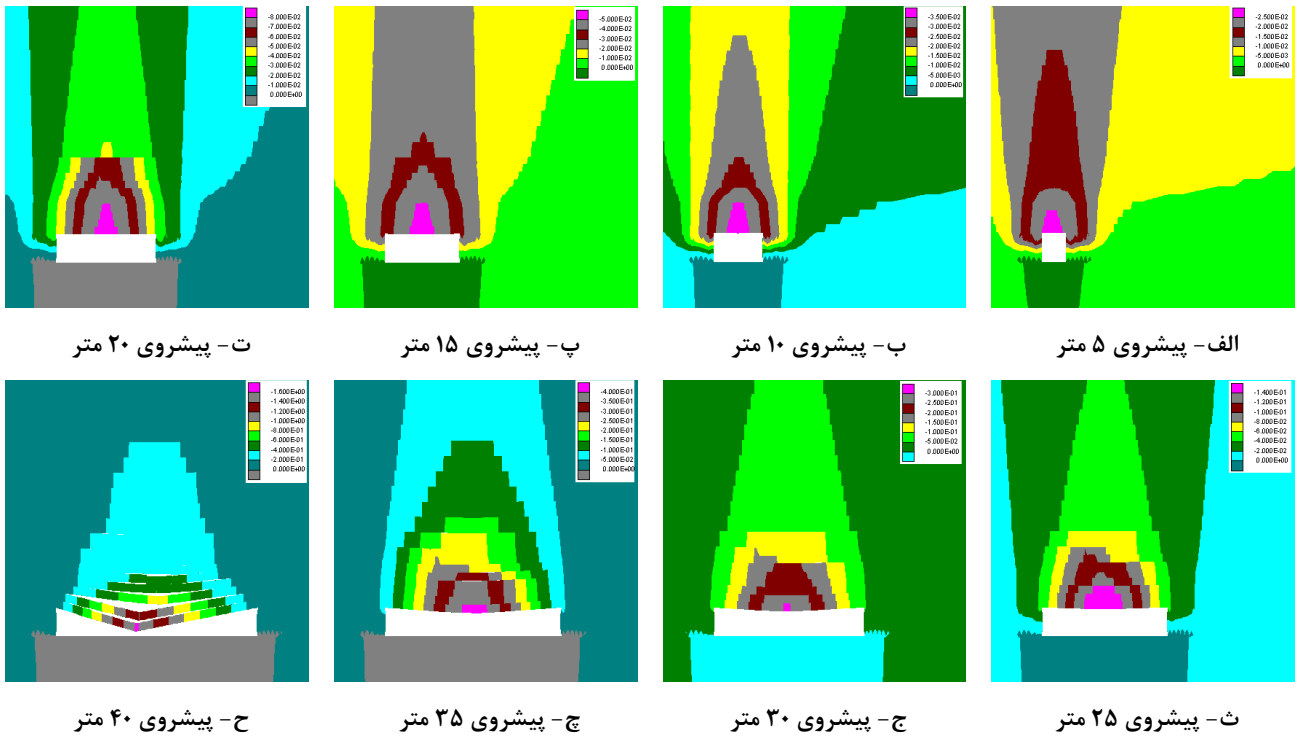 -2.500E-02
-2.000E-02
-1.500E-02
-1.000E-02
-5.000E-03
0.000E+00
الف- پیشروی ۵ متر
-3.500E-02
-3.000E-02
-2.500E-02
-2.000E-02
-1.500E-02
-1.000E-02
-5.000E-03
0.000E+00
ب- پیشروی ۱۰ متر
-5.000E-02
-4.000E-02
-3.000E-02
-2.000E-02
-1.000E-02
0.000E+00
پ- پیشروی ۱۵ متر
-8.000E-02
-7.000E-02
-6.000E-02
-5.000E-02
-4.000E-02
-3.000E-02
-2.000E-02
-1.000E-02
0.000E+00
ت- پیشروی ۲۰ متر
-1.400E-01
-1.200E-01
-1.000E-01
-8.000E-02
-6.000E-02
-4.000E-02
-2.000E-02
0.000E+00
ث- پیشروی ۲۵ متر
-3.000E-01
-2.500E-01
-2.000E-01
-1.500E-01
-1.000E-01
-5.000E-02
0.000E+00
ج- پیشروی ۳۰ متر
-4.000E-01
-3.500E-01
-3.000E-01
-2.500E-01
-2.000E-01
-1.500E-01
-1.000E-01
-5.000E-02
0.000E+00
چ- پیشروی ۳۵ متر
-1.600E+00
-1.400E+00
-1.200E+00
-1.000E+00
-8.000E-01
-6.000E-01
-4.000E-01
-2.000E-01
0.000E+00
ح- پیشروی ۴۰ متر